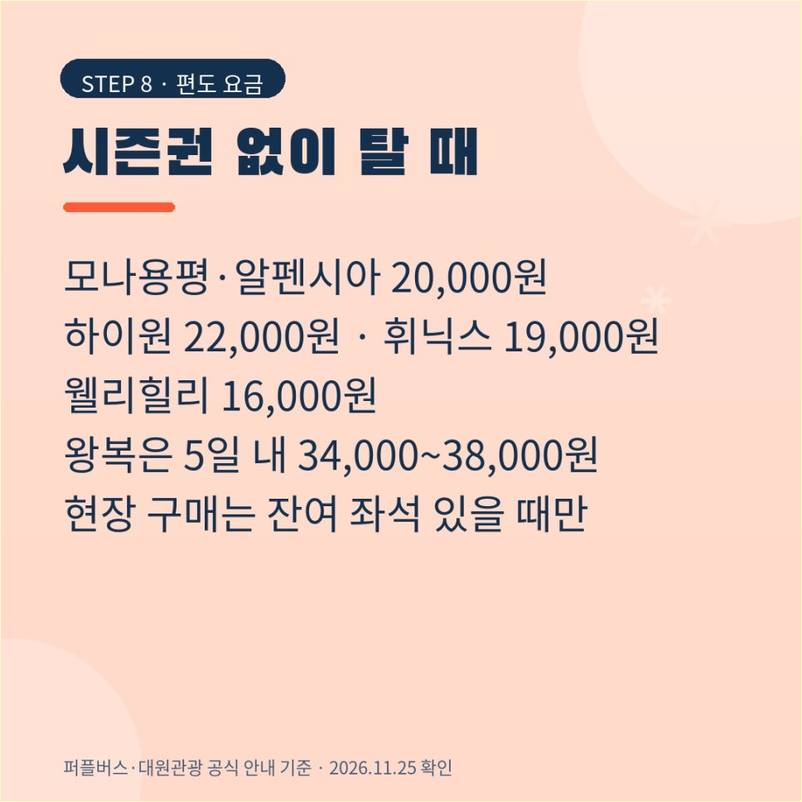 STEP 8 · 편도 요금
시즌권 없이 탈 때
모나용평·알펜시아 20,000원
하이원 22,000원 · 휘닉스 19,000원
웰리힐리 16,000원
왕복은 5일 내 34,000~38,000원
현장 구매는 잔여 좌석 있을 때만
퍼플버스·대원관광 공식 안내 기준 · 2026.11.25 확인